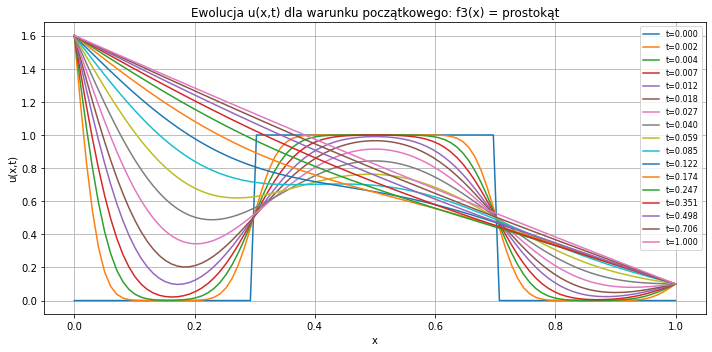 Ewolucja u(x,t) dla warunku początkowego: f3(x) = prostokąt
u(x,t)
1.6
1.4
1.2
1.0
0.8
0.6
0.4
0.2
0.0
t=0.000
t=0.002
t=0.004
t=0.007
t=0.012
t=0.018
t=0.027
t=0.040
t=0.059
t=0.085
t=0.122
t=0.174
t=0.247
t=0.351
t=0.498
t=0.706
t=1.000
0.0 0.2 0.4 0.6 0.8 1.0
x